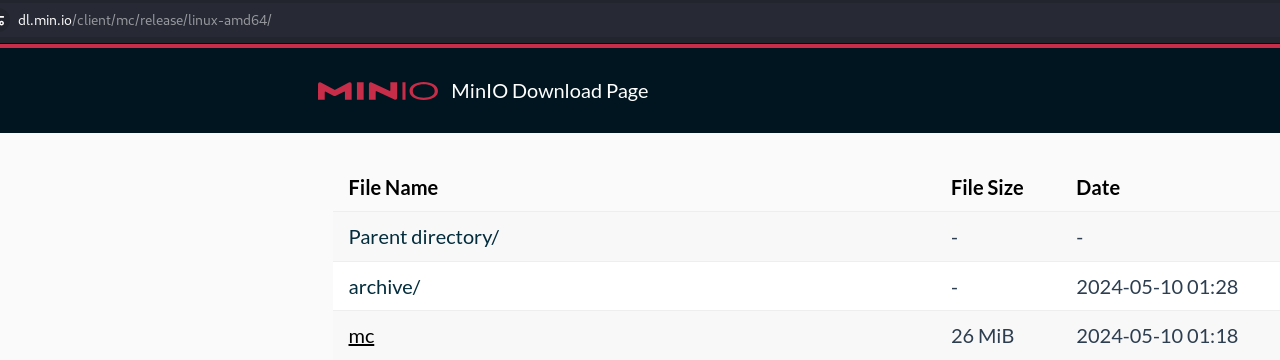 dl.min.io/client/mc/release/linux-amd64/
MINIO MinIO Download Page
File Name File Size Date
Parent directory/ - -
archive/ - 2024-05-10 01:28
mc 26 MiB 2024-05-10 01:18